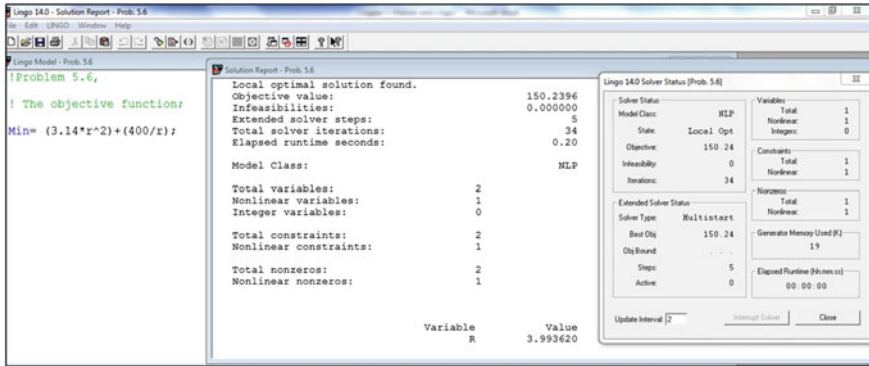 Lingo 14.0 - Solution Report - Prob. 5.6
File Edit LINGO Window Help
Lingo Model - Prob. 5.6
!Problem 5.6,
! The objective function;
Min= (3.14*r^2)+(400/r);
Solution Report - Prob. 5.6
Local optimal solution found.
Objective value: 150.2396
Infeasibilities: 0.000000
Extended solver steps: 5
Total solver iterations: 34
Elapsed runtime seconds: 0.20
Model Class: NLP
Total variables: 2
Nonlinear variables: 1
Integer variables: 0
Total constraints: 2
Nonlinear constraints: 1
Total nonzeros: 2
Nonlinear nonzeros: 1
Variable Value
R 3.993620
Lingo 14.0 Solver Status [Prob. 5.6]
Solver Status
Model Class: NLP
State: Local Opt
Objective: 150.24
Infeasibility: 0
Iterations: 34
Extended Solver Status
Solver Type: Multistart
Best Obj: 150.24
Obj Bound: . . .
Steps: 5
Active: 0
Variables
Total: 1
Nonlinear: 1
Integers: 0
Constraints
Total: 1
Nonlinear: 1
Nonzeros
Total: 1
Nonlinear: 1
Generator Memory Used (K)
19
Elapsed Runtime (hh:mm:ss)
00:00:00
Update Interval: 2
Interrupt Solver
Close